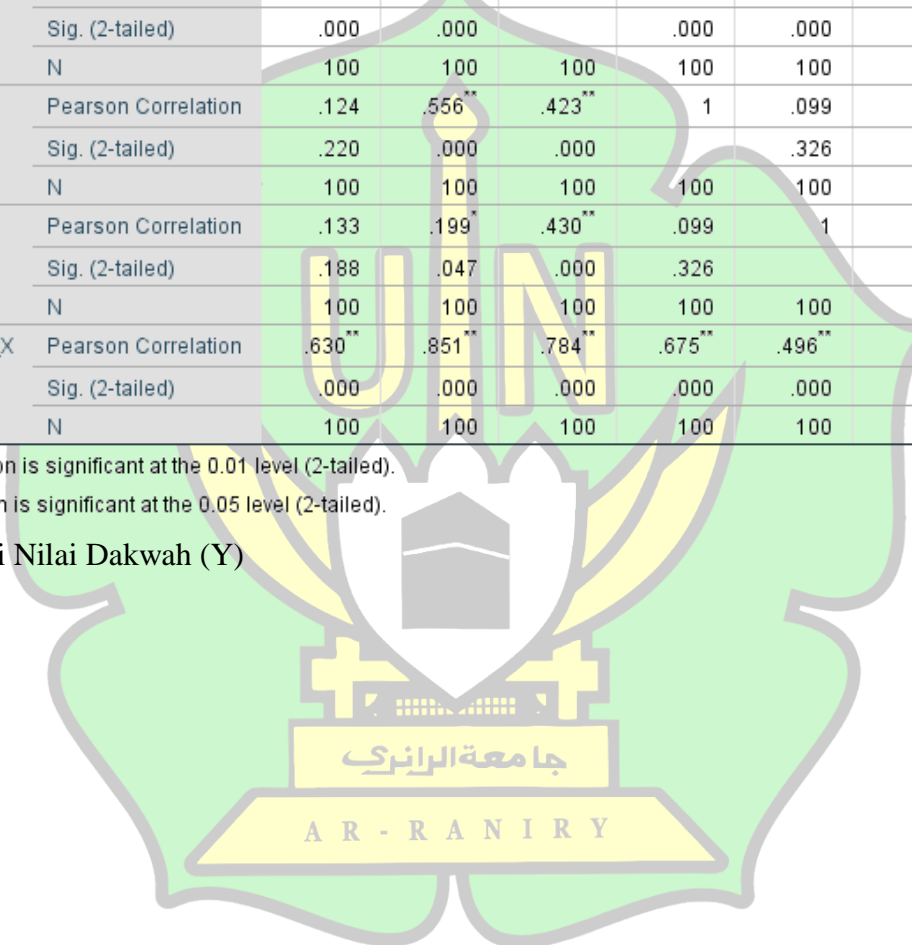 Sig. (2-tailed) .000 .000 .000 .000
N 100 100 100 100 100
Pearson Correlation .124 .556** .423** 1 .099
Sig. (2-tailed) .220 .000 .000 .326
N 100 100 100 100 100
Pearson Correlation .133 .199* .430** .099 1
Sig. (2-tailed) .188 .047 .000 .326
N 100 100 100 100 100
X Pearson Correlation .630** .851** .784** .675** .496**
Sig. (2-tailed) .000 .000 .000 .000 .000
N 100 100 100 100 100
on is significant at the 0.01 level (2-tailed).
n is significant at the 0.05 level (2-tailed).
i Nilai Dakwah (Y)
UIN
جامعةالرانري
AR-RANIRY